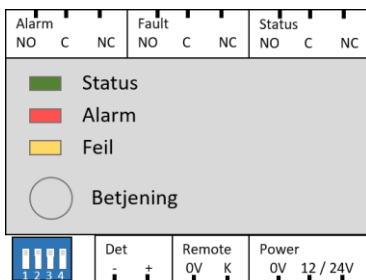 Alarm Fault Status
NO C NC NO C NC NO C NC
Status
Alarm
Feil
Betjening
Det Remote Power
- + 0V K 0V 12 / 24V
1 2 3 4